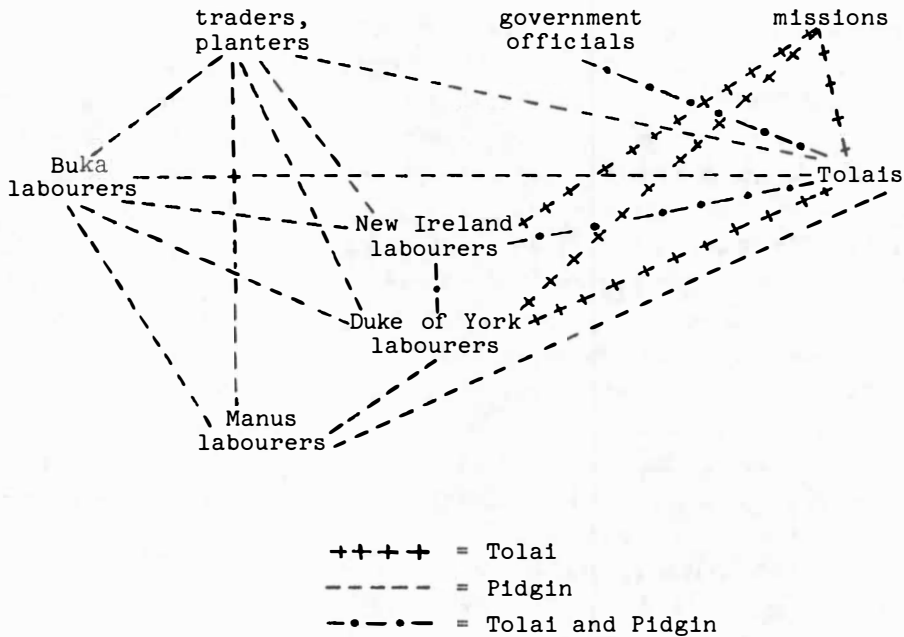 traders,
planters
government
officials
missions
Buka
labourers
Tolais
New Ireland
labourers
Duke of York
labourers
Manus
labourers
++++ = Tolai
------ = Pidgin
—•—•—•— = Tolai and Pidgin